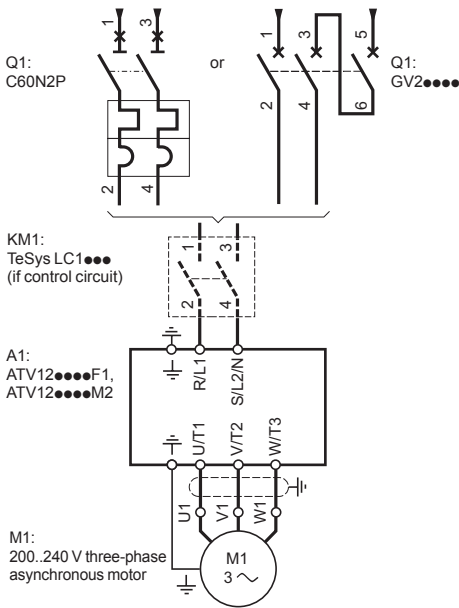 1
3
Q1:
C60N2P
2
4
or
1
3
5
Q1:
GV2●●●●
2
4
6
KM1:
TeSys LC1●●●
(if control circuit)
1
3
2
4
A1:
ATV12●●●●F1,
ATV12●●●●M2
R/L1
S/L2/N
U/T1
V/T2
W/T3
U1
V1
W1
M1:
200..240 V three-phase
asynchronous motor
M1
3 ~